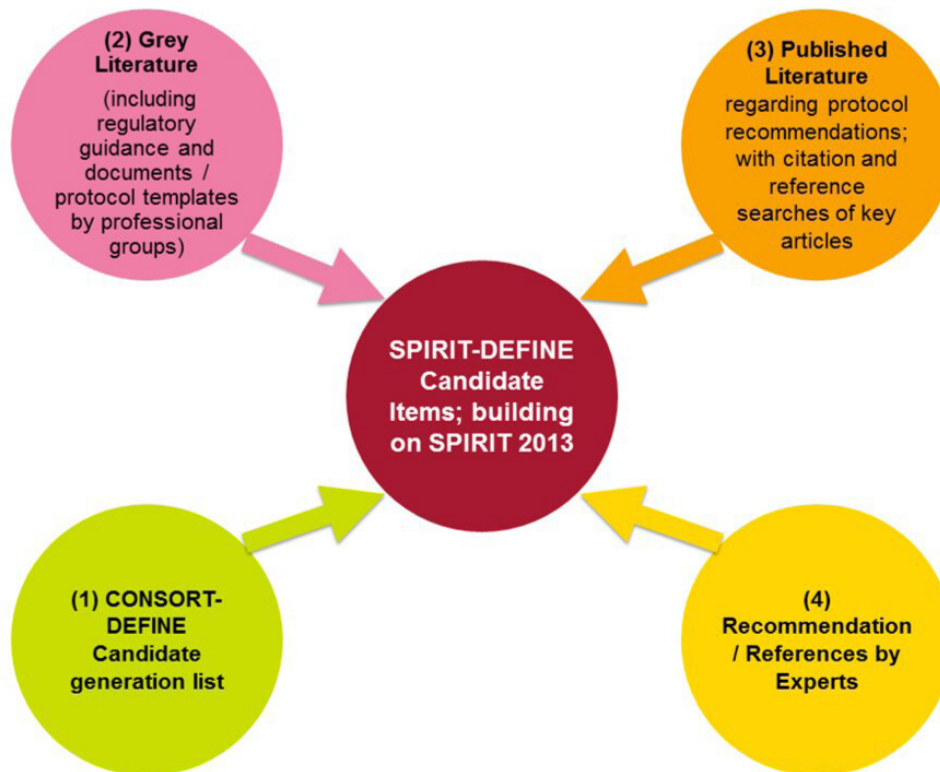 (2) Grey
Literature
(including
regulatory
guidance and
documents /
protocol templates
by professional
groups)
(3) Published
Literature
regarding protocol
recommendations;
with citation and
reference
searches of key
articles
SPIRIT-DEFINE
Candidate
Items; building
on SPIRIT 2013
(1) CONSORT-
DEFINE
Candidate
generation list
(4)
Recommendation
/ References by
Experts